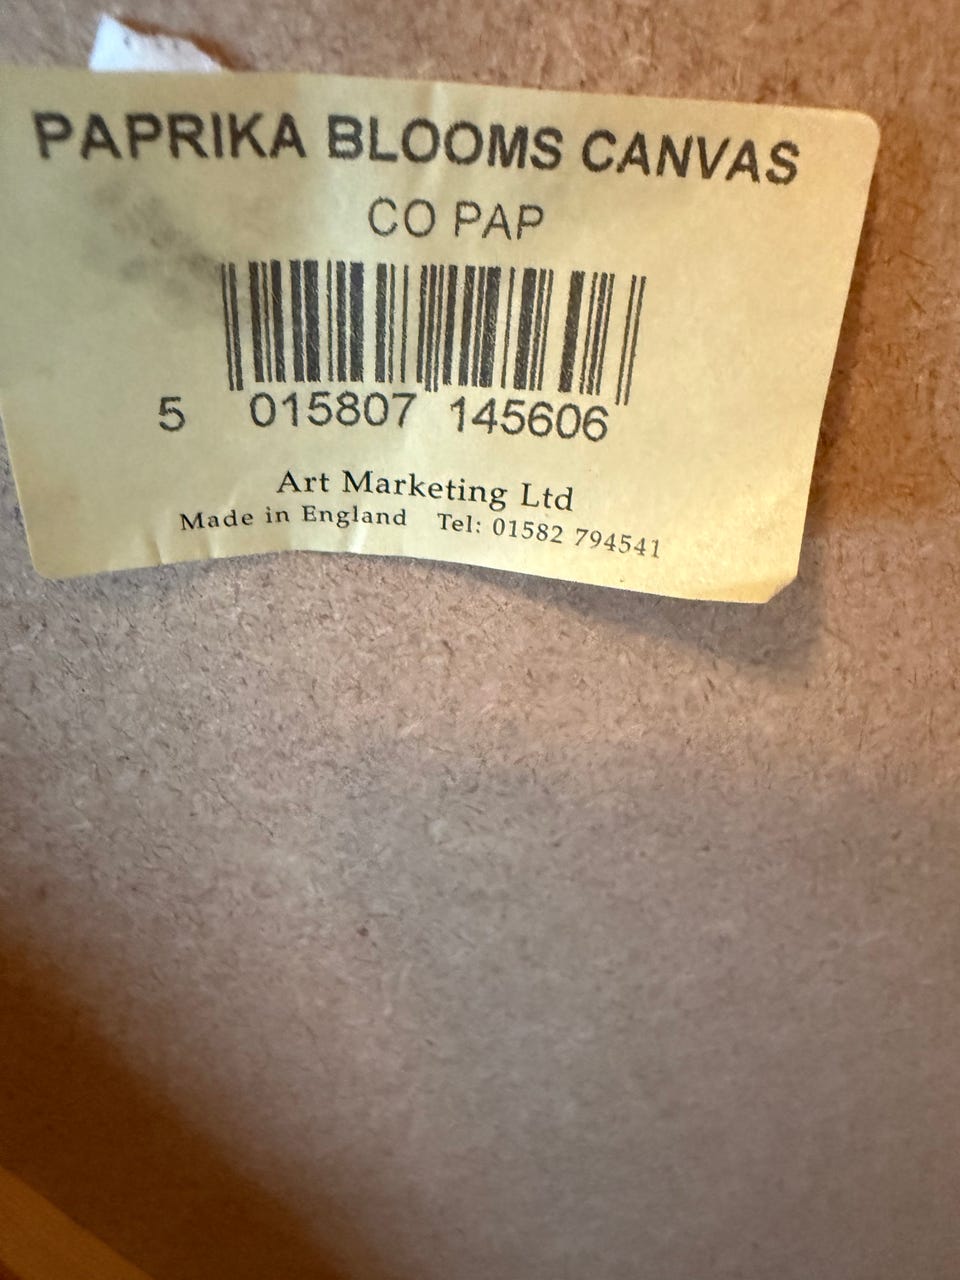 PAPRIKA BLOOMS CANVAS
CO PAP
5 015807 145606
Art Marketing Ltd
Made in England Tel: 01582 794541